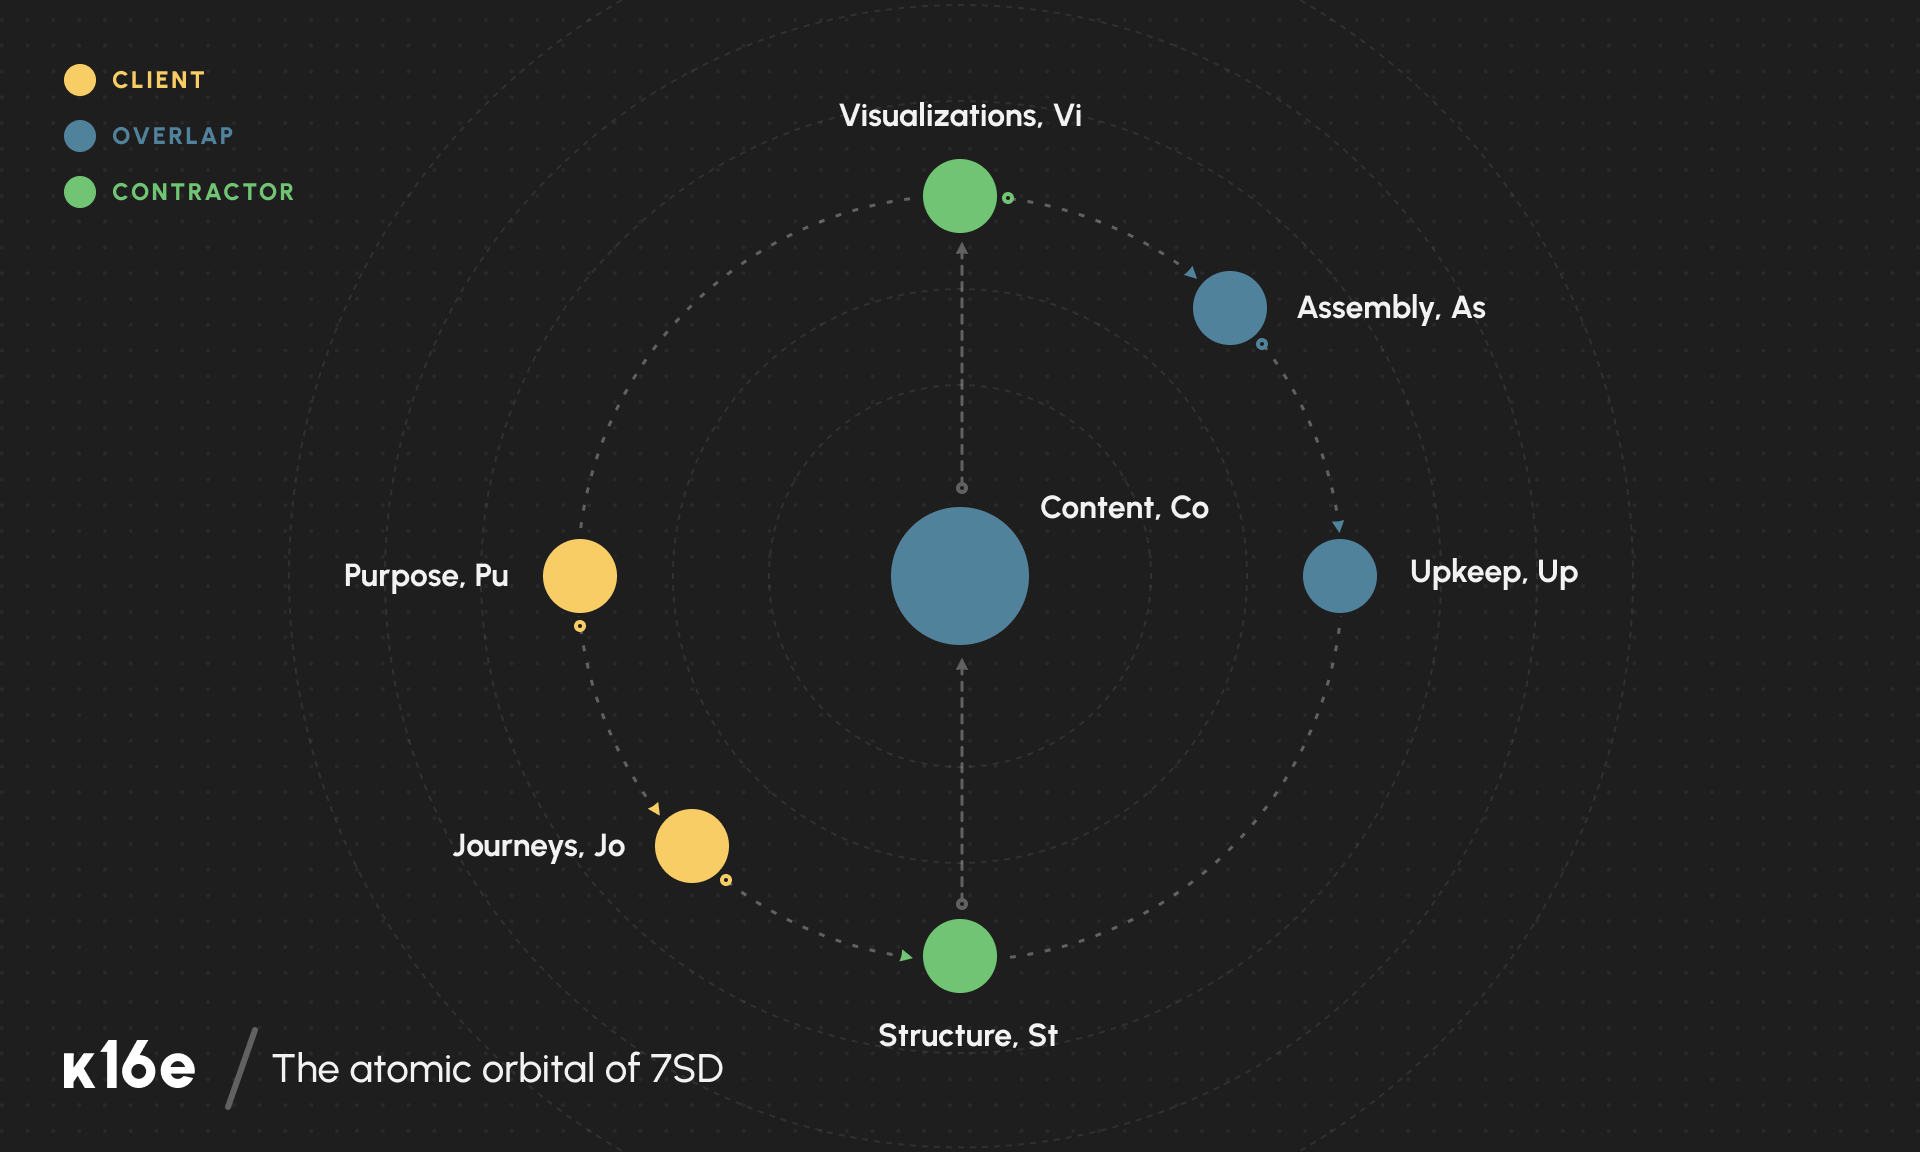 CLIENT
OVERLAP
CONTRACTOR
Visualizations, Vi
Assembly, As
Content, Co
Purpose, Pu
Upkeep, Up
Journeys, Jo
Structure, St
к16e / The atomic orbital of 7SD